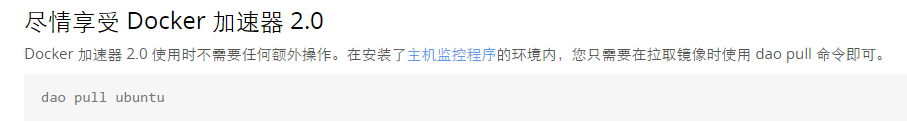 尽情享受 Docker 加速器 2.0
Docker 加速器 2.0 使用时不需要任何额外操作。在安装了主机监控程序的环境内，您只需要在拉取镜像时使用 dao pull 命令即可。
dao pull ubuntu